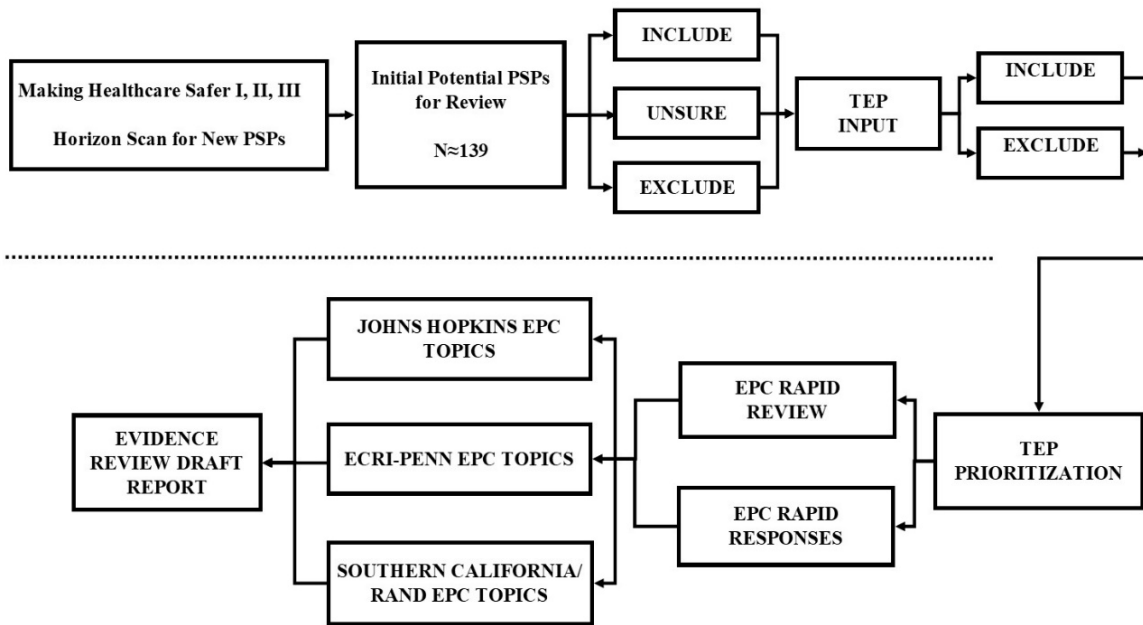 Making Healthcare Safer I, II, III
Horizon Scan for New PSPs
Initial Potential PSPs
for Review
N≈139
INCLUDE
UNSURE
EXCLUDE
TEP
INPUT
INCLUDE
EXCLUDE
TEP
PRIORITIZATION
EPC RAPID
REVIEW
EPC RAPID
RESPONSES
JOHNS HOPKINS EPC
TOPICS
ECRI-PENN EPC TOPICS
SOUTHERN CALIFORNIA/
RAND EPC TOPICS
EVIDENCE
REVIEW DRAFT
REPORT